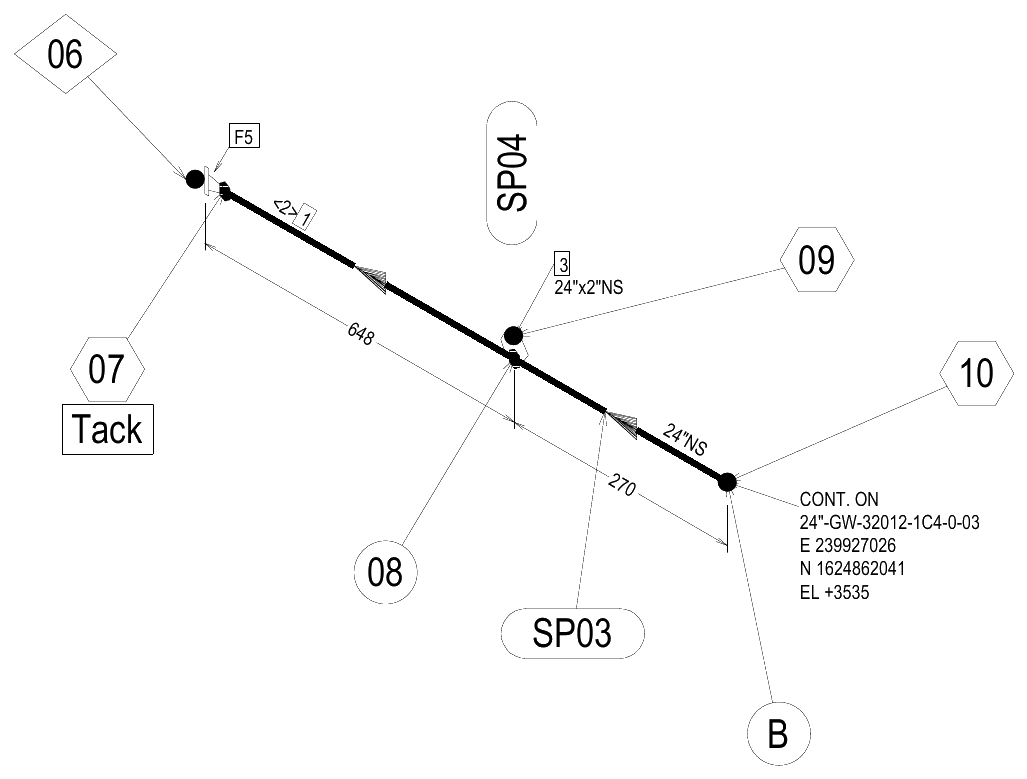 06
F5
SP04
<2> 1
09
3
24"x2"NS
648
07
Tack
10
24"NS
270
CONT. ON
24"-GW-32012-1C4-0-03
E 239927026
N 1624862041
EL +3535
08
SP03
B